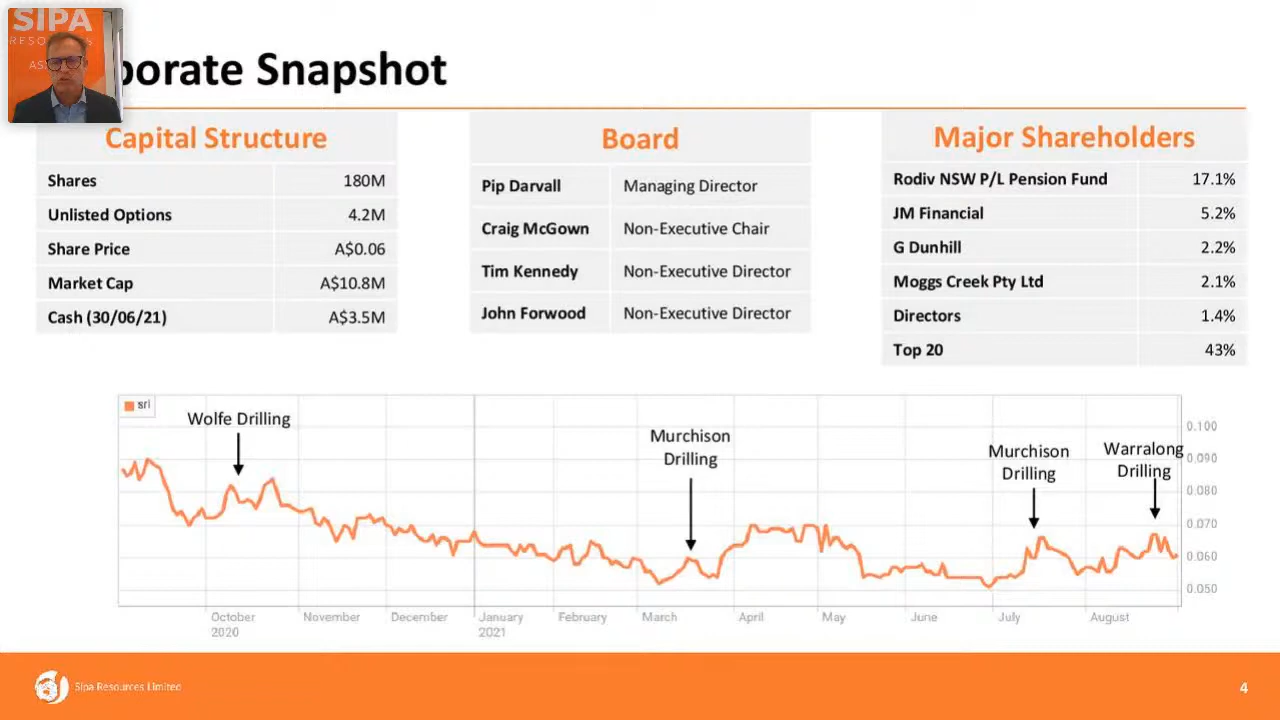 SIPA
RESOURCES
AS
porate Snapshot
Capital Structure
Shares 180M
Unlisted Options 4.2M
Share Price A$0.06
Market Cap A$10.8M
Cash (30/06/21) A$3.5M
Board
Pip Darvall Managing Director
Craig McGown Non-Executive Chair
Tim Kennedy Non-Executive Director
John Forwood Non-Executive Director
Major Shareholders
Rodiv NSW P/L Pension Fund 17.1%
JM Financial 5.2%
G Dunhill 2.2%
Moggs Creek Pty Ltd 2.1%
Directors 1.4%
Top 20 43%
sri
Wolfe Drilling
Murchison
Drilling
Murchison
Drilling
Warralong
Drilling
0.100
0.090
0.080
0.070
0.060
0.050
October November December January February March April May June July August
2020 2021
Sipa Resources Limited
4